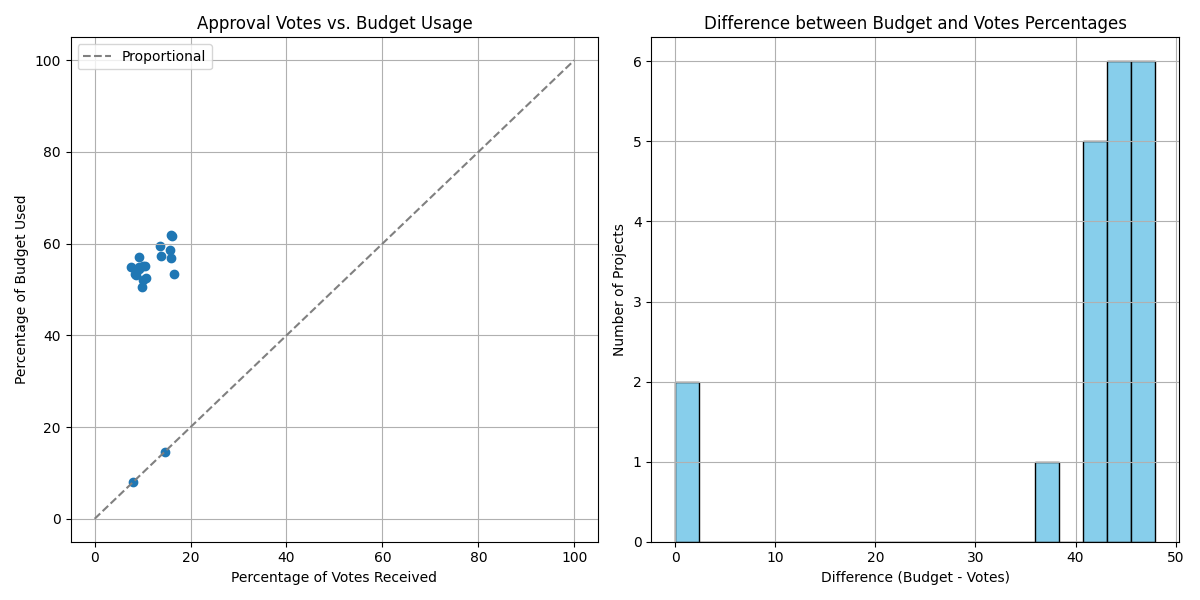 Approval Votes vs. Budget Usage
Proportional
100
80
60
40
20
0
0 20 40 60 80 100
Percentage of Votes Received
Percentage of Budget Used
Difference between Budget and Votes Percentages
6
5
4
3
2
1
0
0 10 20 30 40 50
Difference (Budget - Votes)
Number of Projects